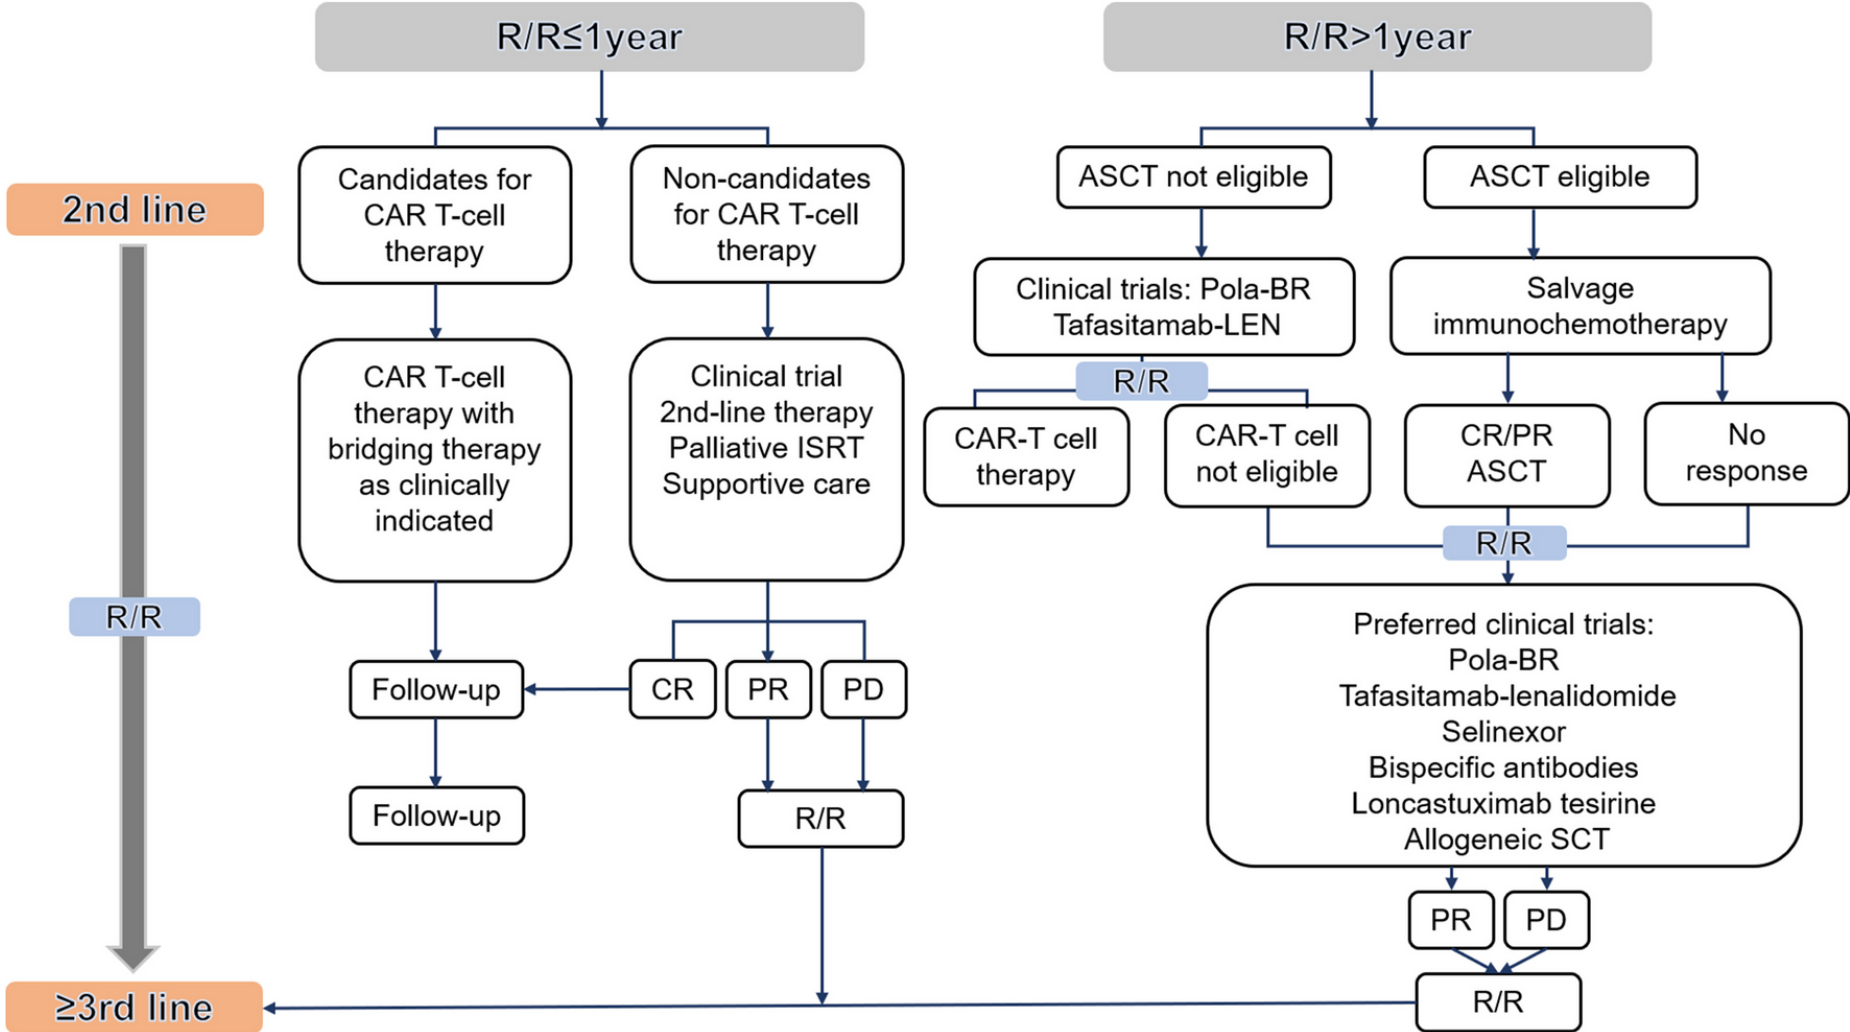 R/R≤1year
R/R>1year
2nd line
R/R
≥3rd line
Candidates for
CAR T-cell
therapy
Non-candidates
for CAR T-cell
therapy
CAR T-cell
therapy with
bridging therapy
as clinically
indicated
Clinical trial
2nd-line therapy
Palliative ISRT
Supportive care
Follow-up
CR
PR
PD
Follow-up
R/R
ASCT not eligible
ASCT eligible
Clinical trials: Pola-BR
Tafasitamab-LEN
Salvage
immunochemotherapy
R/R
CAR-T cell
therapy
CAR-T cell
not eligible
CR/PR
ASCT
No
response
R/R
Preferred clinical trials:
Pola-BR
Tafasitamab-lenalidomide
Selinexor
Bispecific antibodies
Loncastuximab tesirine
Allogeneic SCT
PR
PD
R/R